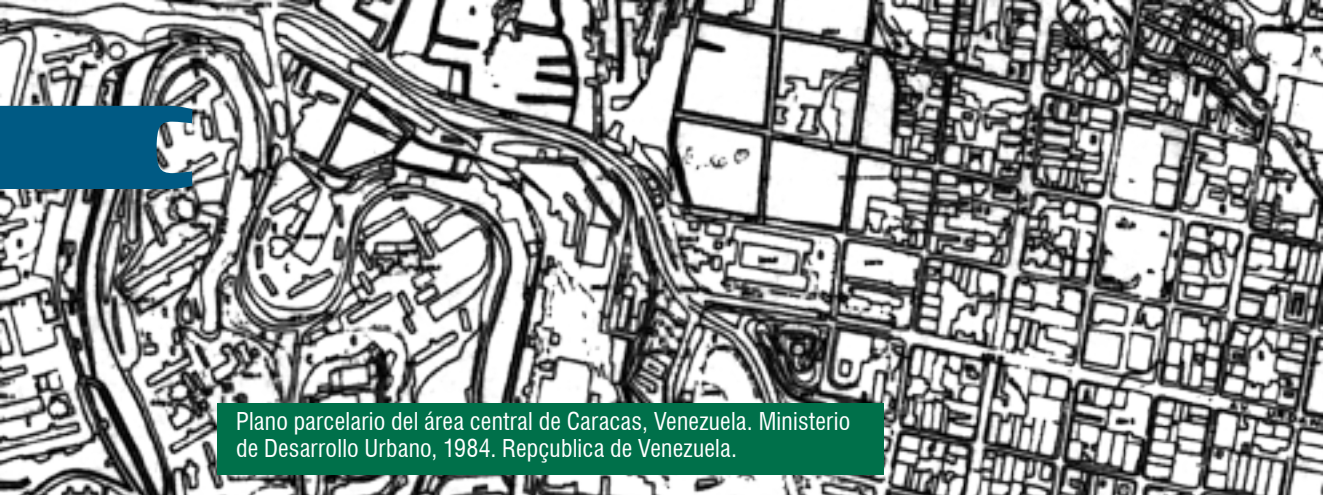 Plano parcelario del área central de Caracas, Venezuela. Ministerio
de Desarrollo Urbano, 1984. Repçublica de Venezuela.